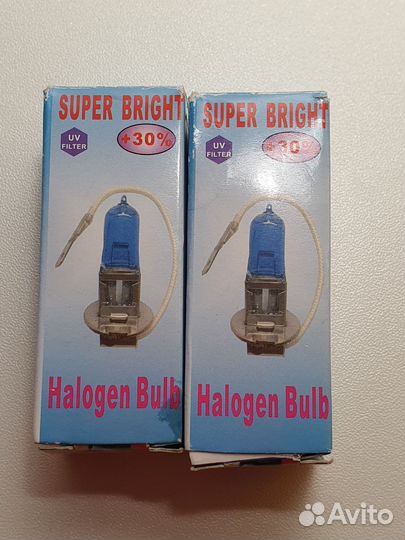 SUPER BRIGHT
UV
FILTER
+30%
Halogen Bulb
SUPER BRIGHT
UV
FILTER
+30%
Halogen Bulb
Avito